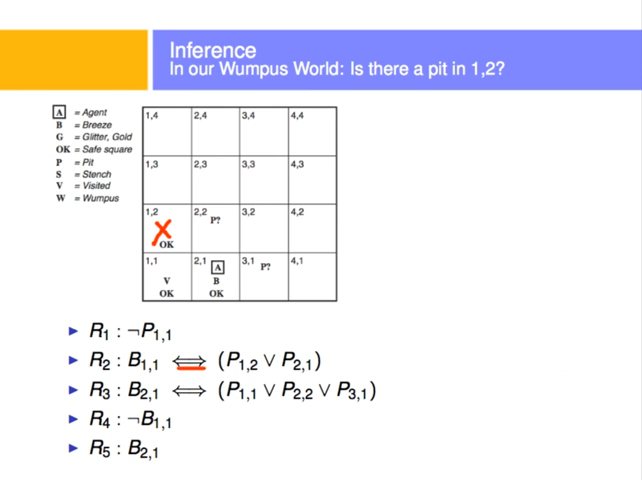 Inference
In our Wumpus World: Is there a pit in 1,2?
A = Agent
B = Breeze
G = Glitter, Gold
OK = Safe square
P = Pit
S = Stench
V = Visited
W = Wumpus
1,4 2,4 3,4 4,4
1,3 2,3 3,3 4,3
1,2 2,2 3,2 4,2
P?
X
OK
1,1 2,1 3,1 4,1
A P?
V B
OK OK
R₁ : ¬P₁,₁
R₂ : B₁,₁ ⟺ (P₁,₂ ∨ P₂,₁)
R₃ : B₂,₁ ⟺ (P₁,₁ ∨ P₂,₂ ∨ P₃,₁)
R₄ : ¬B₁,₁
R₅ : B₂,₁